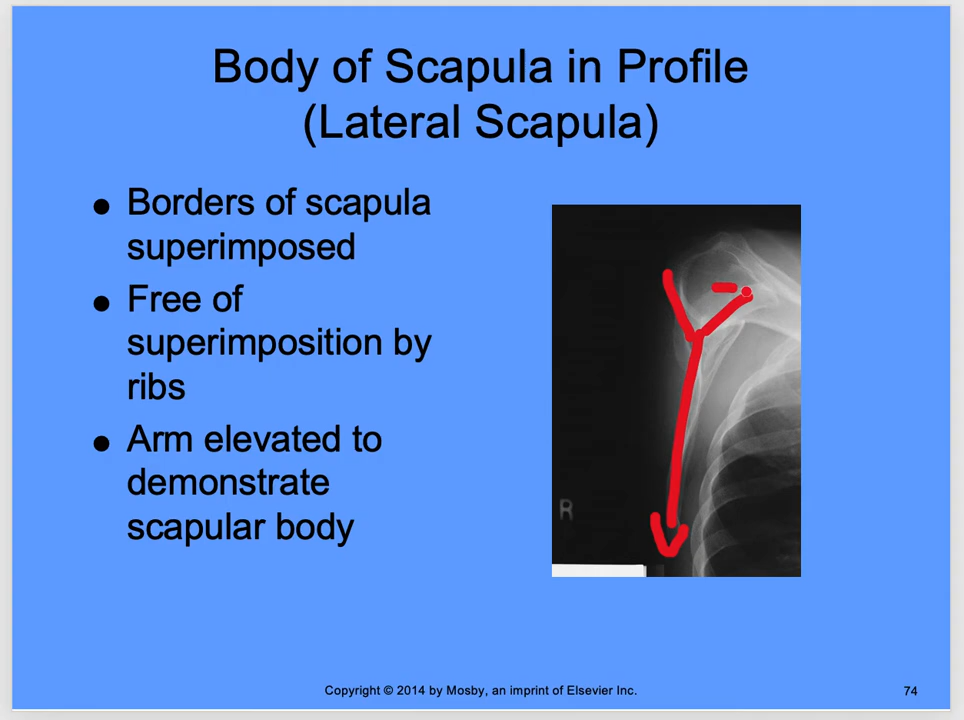 Body of Scapula in Profile
(Lateral Scapula)
● Borders of scapula
superimposed
● Free of
superimposition by
ribs
● Arm elevated to
demonstrate
scapular body
R
Copyright © 2014 by Mosby, an imprint of Elsevier Inc.
74